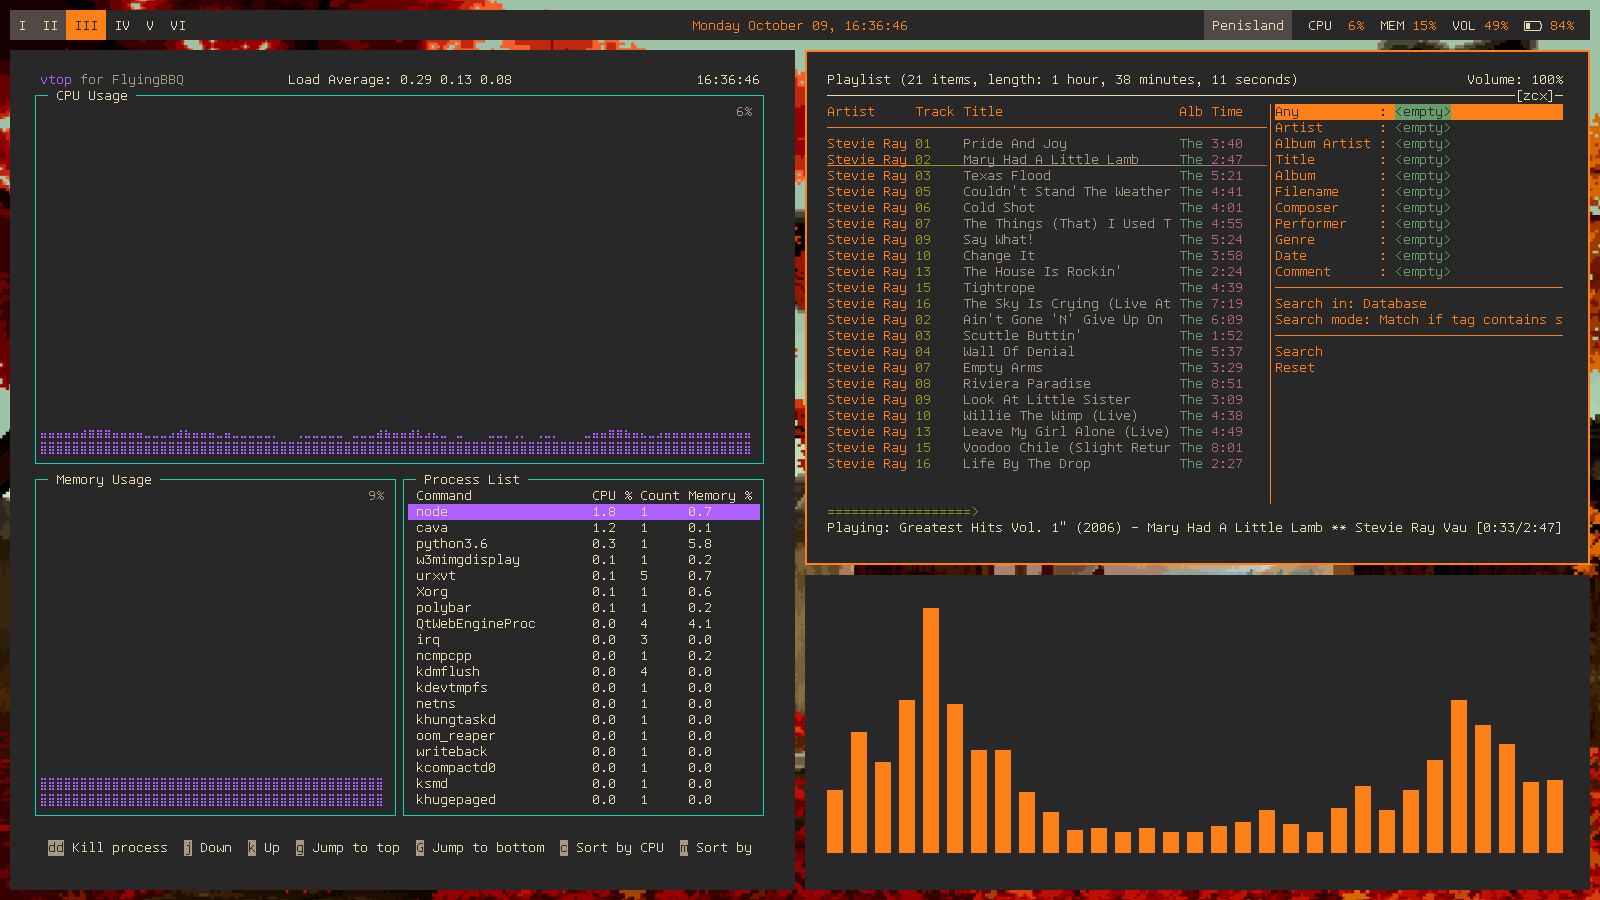 I II III IV V VI Monday October 09, 16:36:46 Penisland CPU 6% MEM 15% VOL 49% 84%
vtop for FlyingBBQ Load Average: 0.29 0.13 0.08 16:36:46
CPU Usage
6%
Memory Usage
9%
Process List
Command CPU % Count Memory %
node 1.8 1 0.7
cava 1.2 1 0.1
python3.6 0.3 1 5.8
w3mimgdisplay 0.1 1 0.2
urxvt 0.1 5 0.7
Xorg 0.1 1 0.6
polybar 0.1 1 0.2
QtWebEngineProc 0.0 4 4.1
irq 0.0 3 0.0
ncmpcpp 0.0 1 0.2
kdmflush 0.0 4 0.0
kdevtmpfs 0.0 1 0.0
netns 0.0 1 0.0
khungtaskd 0.0 1 0.0
oom_reaper 0.0 1 0.0
writeback 0.0 1 0.0
kcompactd0 0.0 1 0.0
ksmd 0.0 1 0.0
khugepaged 0.0 1 0.0
dd Kill process j Down k Up g Jump to top G Jump to bottom c Sort by CPU m Sort by
Playlist (21 items, length: 1 hour, 38 minutes, 11 seconds) Volume: 100%
[zcx]
Artist Track Title Alb Time
Stevie Ray 01 Pride And Joy The 3:40
Stevie Ray 02 Mary Had A Little Lamb The 2:47
Stevie Ray 03 Texas Flood The 5:21
Stevie Ray 05 Couldn't Stand The Weather The 4:41
Stevie Ray 06 Cold Shot The 4:01
Stevie Ray 07 The Things (That) I Used T The 4:55
Stevie Ray 09 Say What! The 5:24
Stevie Ray 10 Change It The 3:58
Stevie Ray 13 The House Is Rockin' The 2:24
Stevie Ray 15 Tightrope The 4:39
Stevie Ray 16 The Sky Is Crying (Live At The 7:19
Stevie Ray 02 Ain't Gone 'N' Give Up On The 6:09
Stevie Ray 03 Scuttle Buttin' The 1:52
Stevie Ray 04 Wall Of Denial The 5:37
Stevie Ray 07 Empty Arms The 3:29
Stevie Ray 08 Riviera Paradise The 8:51
Stevie Ray 09 Look At Little Sister The 3:09
Stevie Ray 10 Willie The Wimp (Live) The 4:38
Stevie Ray 13 Leave My Girl Alone (Live) The 4:49
Stevie Ray 15 Voodoo Chile (Slight Retur The 8:01
Stevie Ray 16 Life By The Drop The 2:27
Any : <empty>
Artist : <empty>
Album Artist : <empty>
Title : <empty>
Album : <empty>
Filename : <empty>
Composer : <empty>
Performer : <empty>
Genre : <empty>
Date : <empty>
Comment : <empty>
Search in: Database
Search mode: Match if tag contains s
Search
Reset
==================>
Playing: Greatest Hits Vol. 1" (2006) - Mary Had A Little Lamb ** Stevie Ray Vau [0:33/2:47]